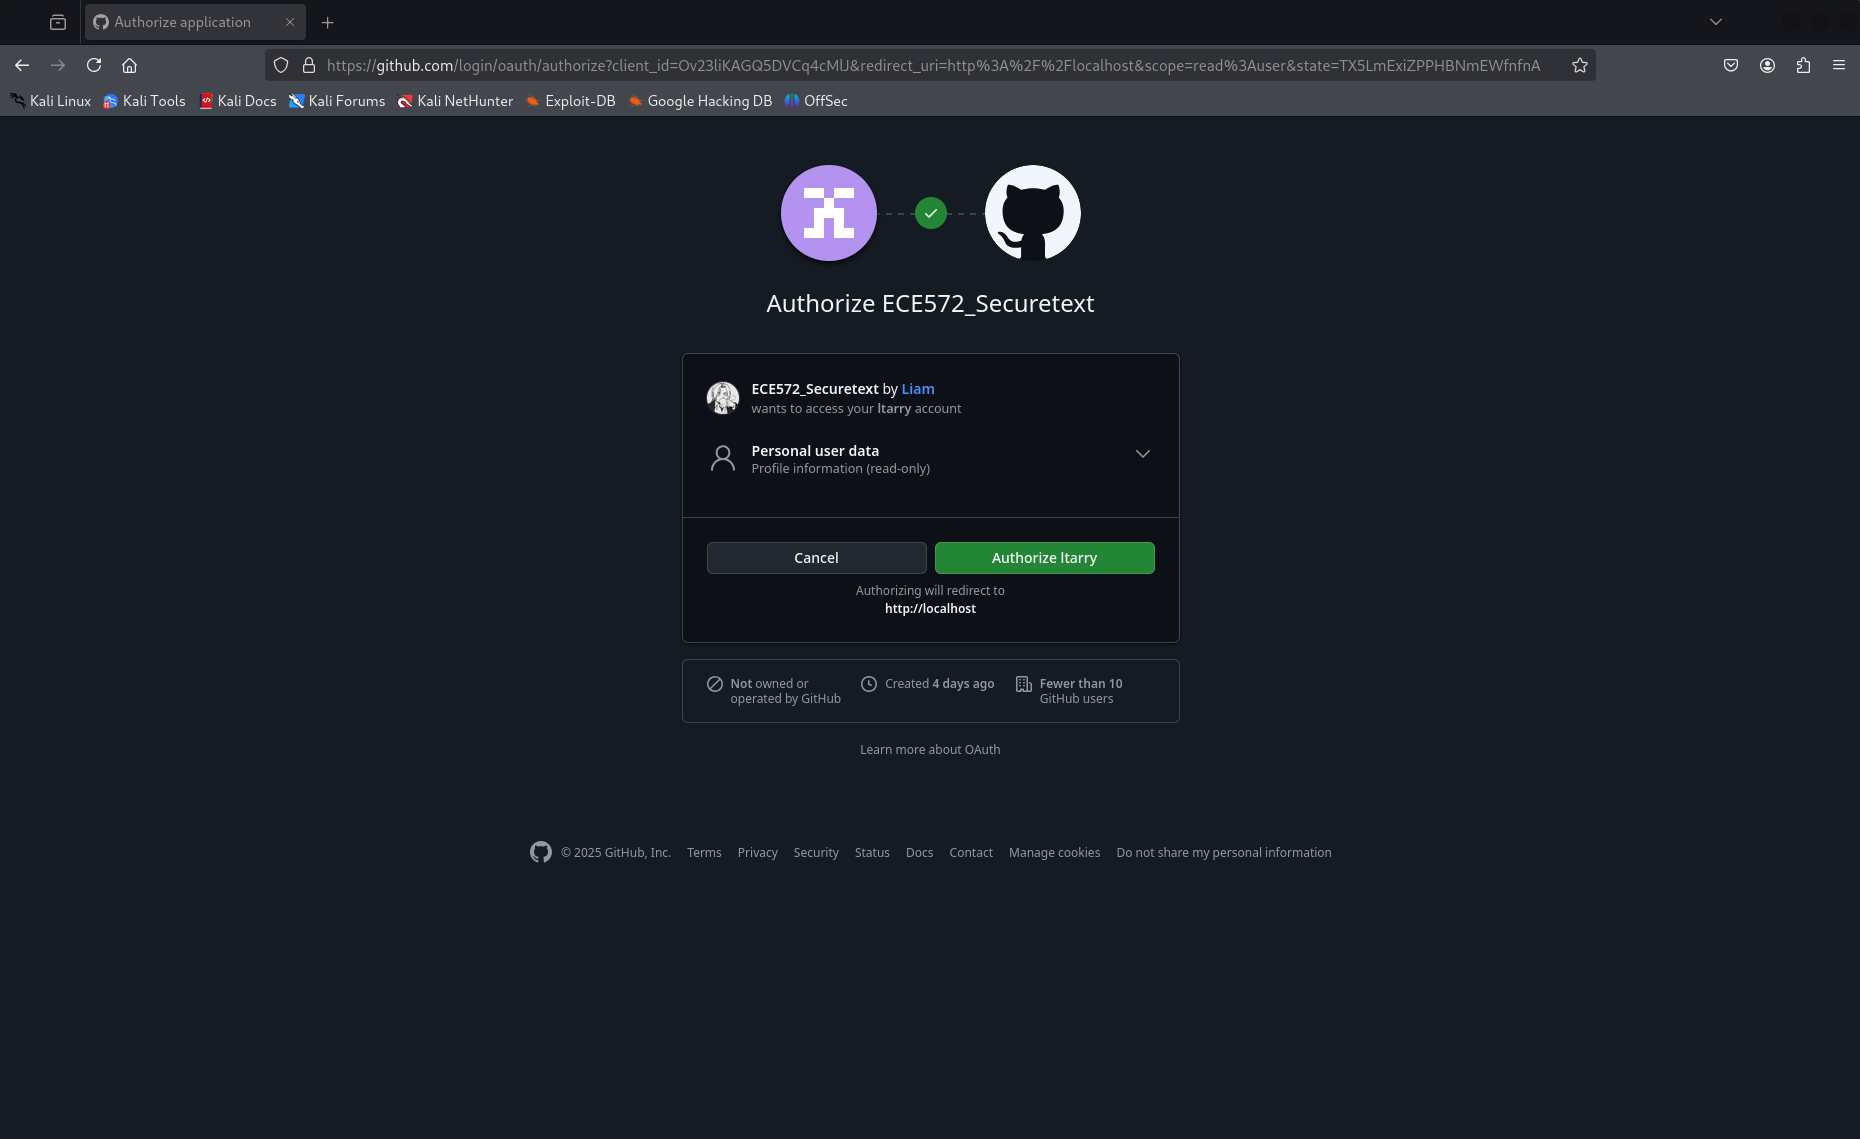 Authorize application
https://github.com/login/oauth/authorize?client_id=Ov23liKAGQ5DVCq4cMlJ&redirect_uri=http%3A%2F%2Flocalhost&scope=read%3Auser&state=TX5LmExiZPPHBNmEWfnfnA
Kali Linux Kali Tools Kali Docs Kali Forums Kali NetHunter Exploit-DB Google Hacking DB OffSec
Authorize ECE572_Securetext
ECE572_Securetext by Liam
wants to access your ltarry account
Personal user data
Profile information (read-only)
Cancel Authorize ltarry
Authorizing will redirect to
http://localhost
Not owned or Created 4 days ago Fewer than 10
operated by GitHub GitHub users
Learn more about OAuth
© 2025 GitHub, Inc. Terms Privacy Security Status Docs Contact Manage cookies Do not share my personal information